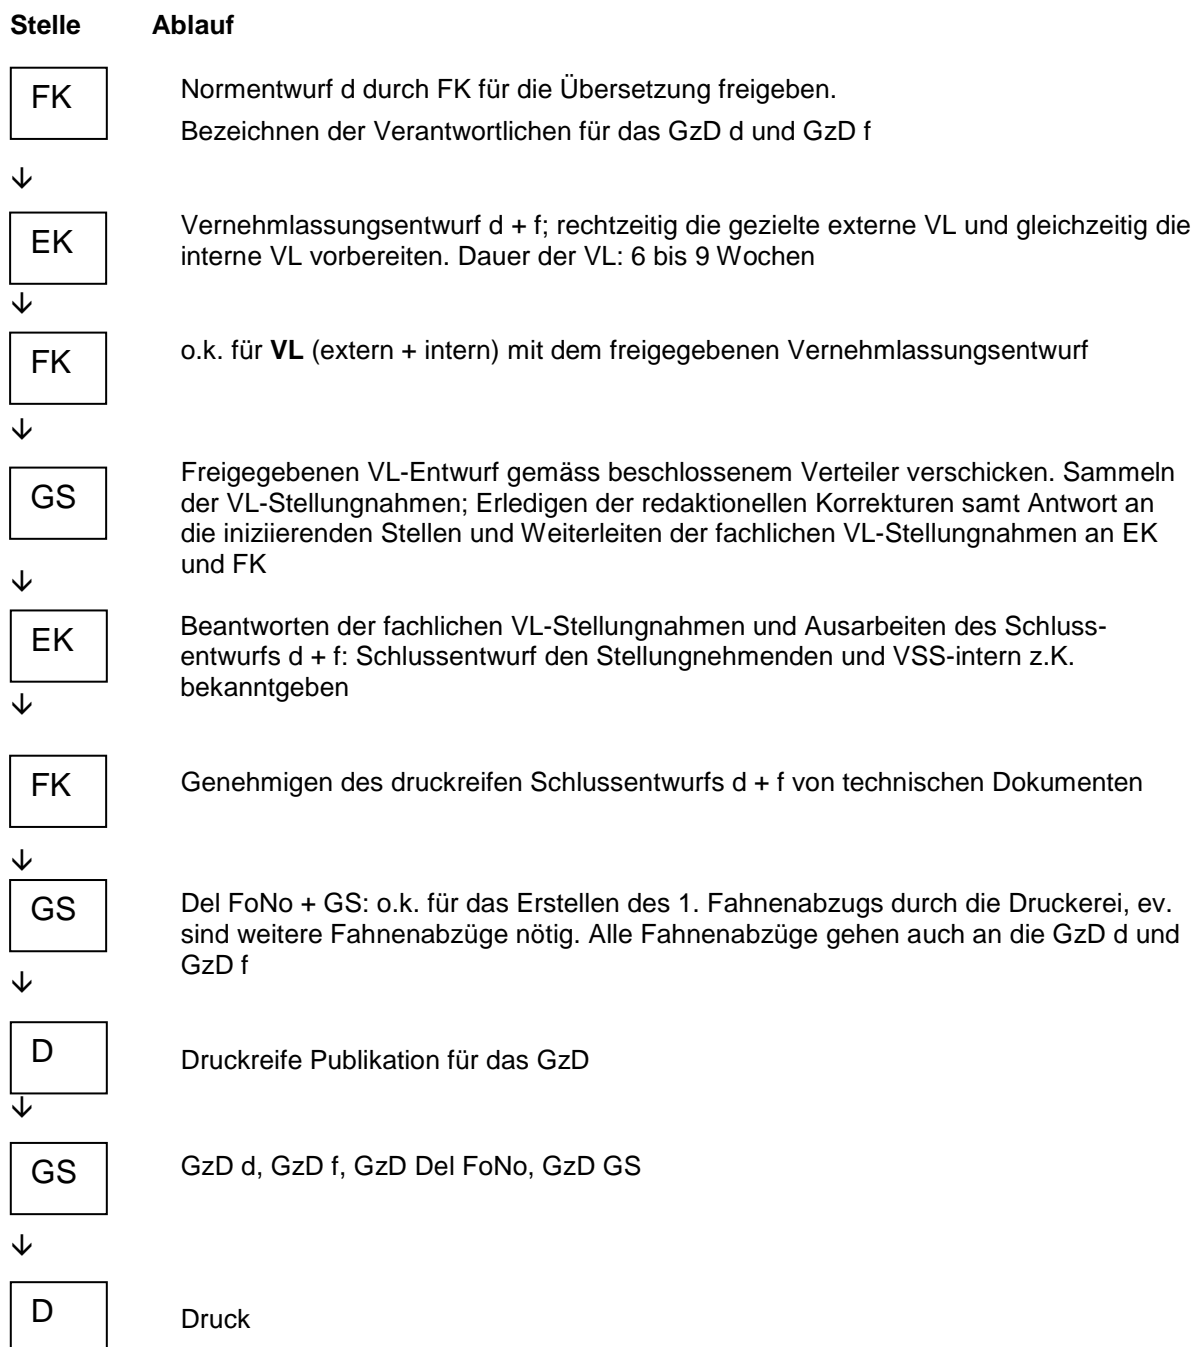 Stelle Ablauf
FK
Normentwurf d durch FK für die Übersetzung freigeben.
Bezeichnen der Verantwortlichen für das GzD d und GzD f
↓
EK
Vernehmlassungsentwurf d + f; rechtzeitig die gezielte externe VL und gleichzeitig die
interne VL vorbereiten. Dauer der VL: 6 bis 9 Wochen
↓
FK
o.k. für VL (extern + intern) mit dem freigegebenen Vernehmlassungsentwurf
↓
GS
Freigegebenen VL-Entwurf gemäss beschlossenem Verteiler verschicken. Sammeln
der VL-Stellungnahmen; Erledigen der redaktionellen Korrekturen samt Antwort an
die iniziierenden Stellen und Weiterleiten der fachlichen VL-Stellungnahmen an EK
und FK
↓
EK
Beantworten der fachlichen VL-Stellungnahmen und Ausarbeiten des Schluss-
entwurfs d + f: Schlussentwurf den Stellungnehmenden und VSS-intern z.K.
bekanntgeben
↓
FK
Genehmigen des druckreifen Schlussentwurfs d + f von technischen Dokumenten
↓
GS
Del FoNo + GS: o.k. für das Erstellen des 1. Fahnenabzugs durch die Druckerei, ev.
sind weitere Fahnenabzüge nötig. Alle Fahnenabzüge gehen auch an die GzD d und
GzD f
↓
D
Druckreife Publikation für das GzD
↓
GS
GzD d, GzD f, GzD Del FoNo, GzD GS
↓
D
Druck